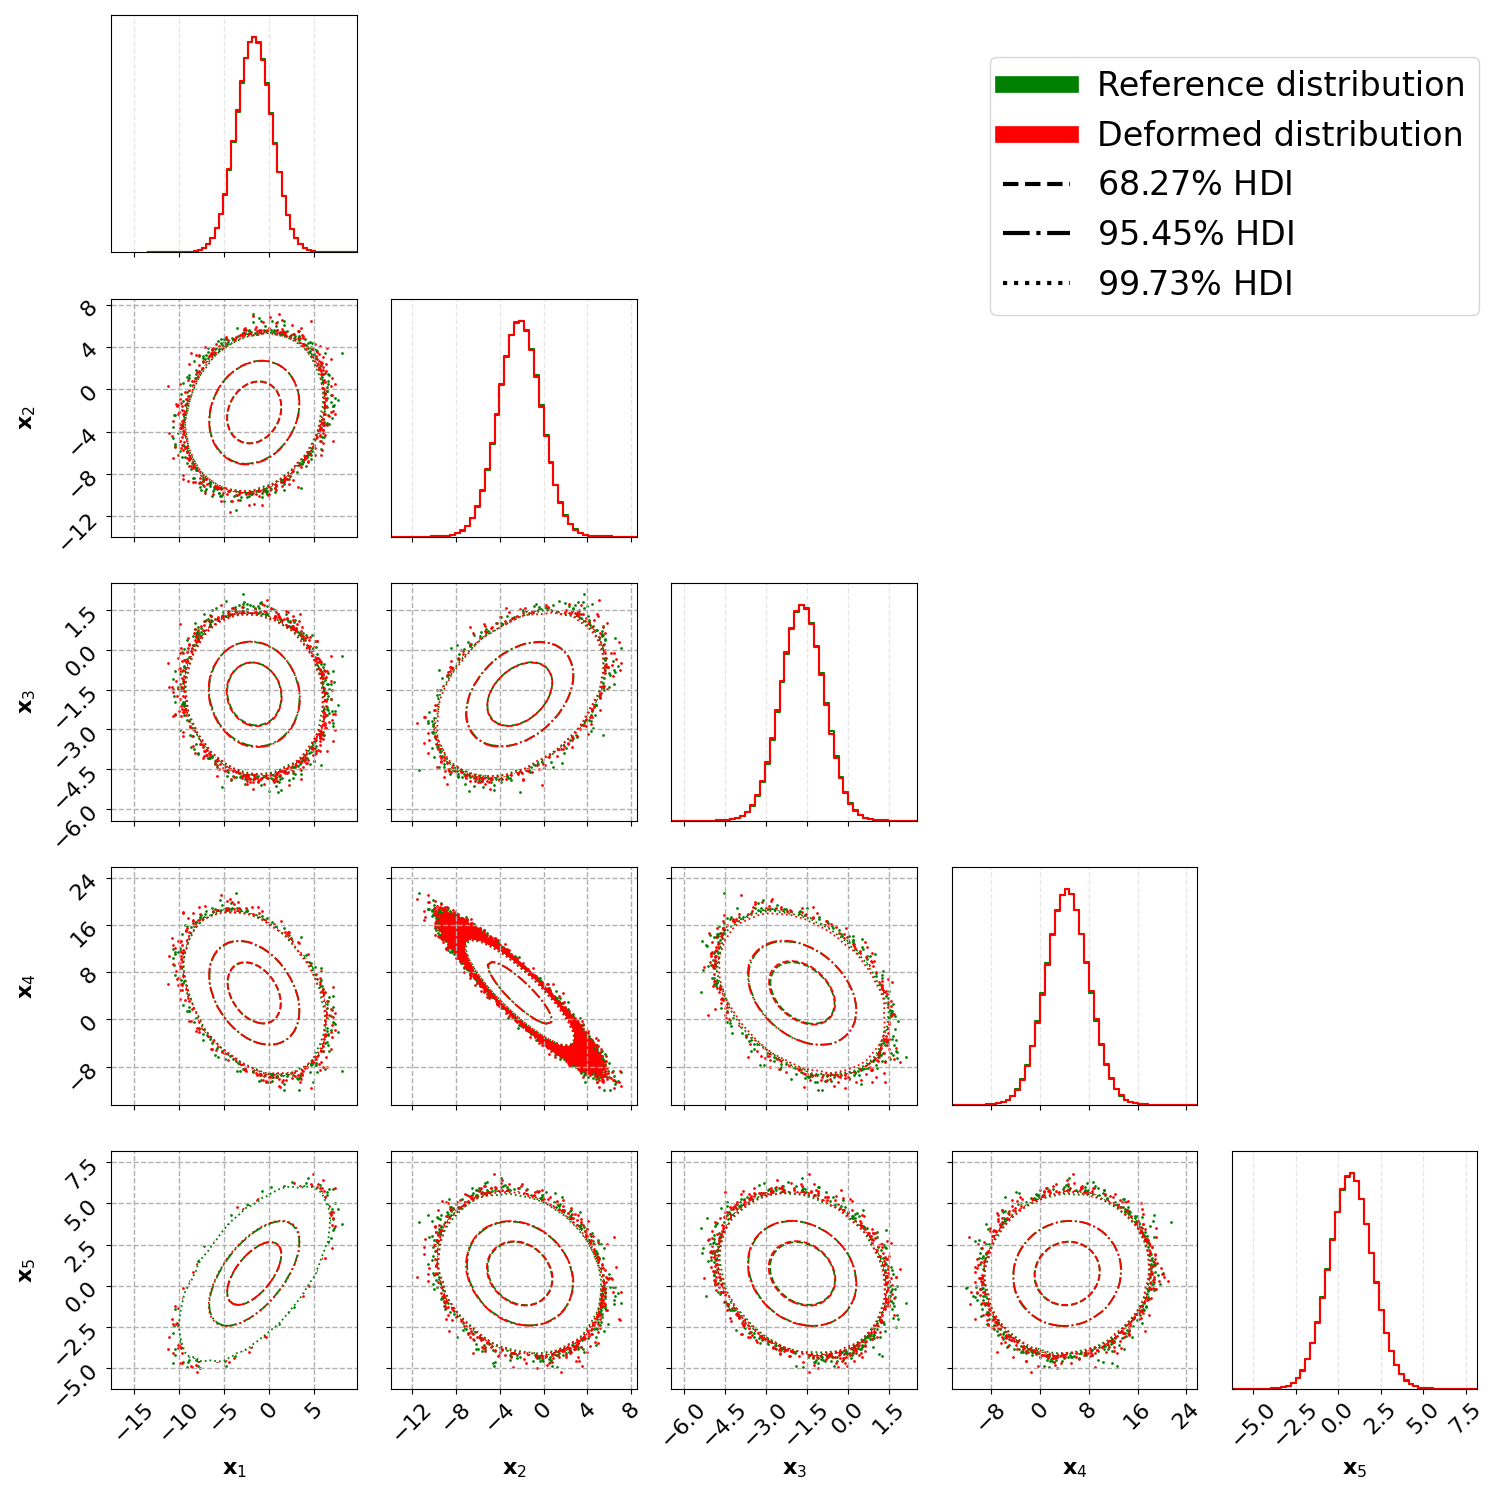 Reference distribution
Deformed distribution
68.27% HDI
95.45% HDI
99.73% HDI
8
4
0
−4
−8
−12
x₂
1.5
0.0
−1.5
−3.0
−4.5
−6.0
x₃
24
16
8
0
−8
x₄
7.5
5.0
2.5
0.0
−2.5
−5.0
x₅
−15 −10 −5 0 5
−12 −8 −4 0 4 8
−6.0 −4.5 −3.0 −1.5 0.0 1.5
−8 0 8 16 24
−5.0 −2.5 0.0 2.5 5.0 7.5
x₁ x₂ x₃ x₄ x₅